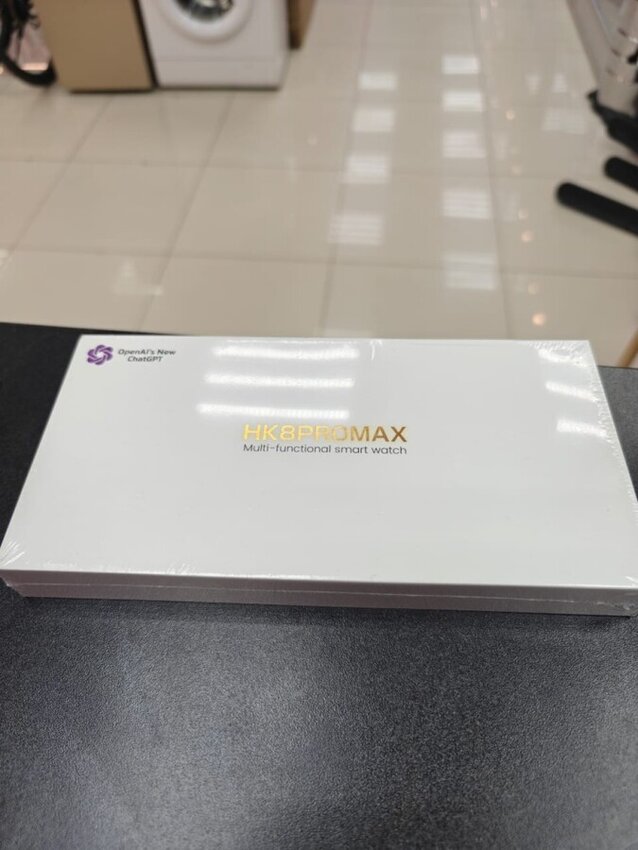 OpenAI's New
ChatGPT
HK8PROMAX
Multi-functional smart watch